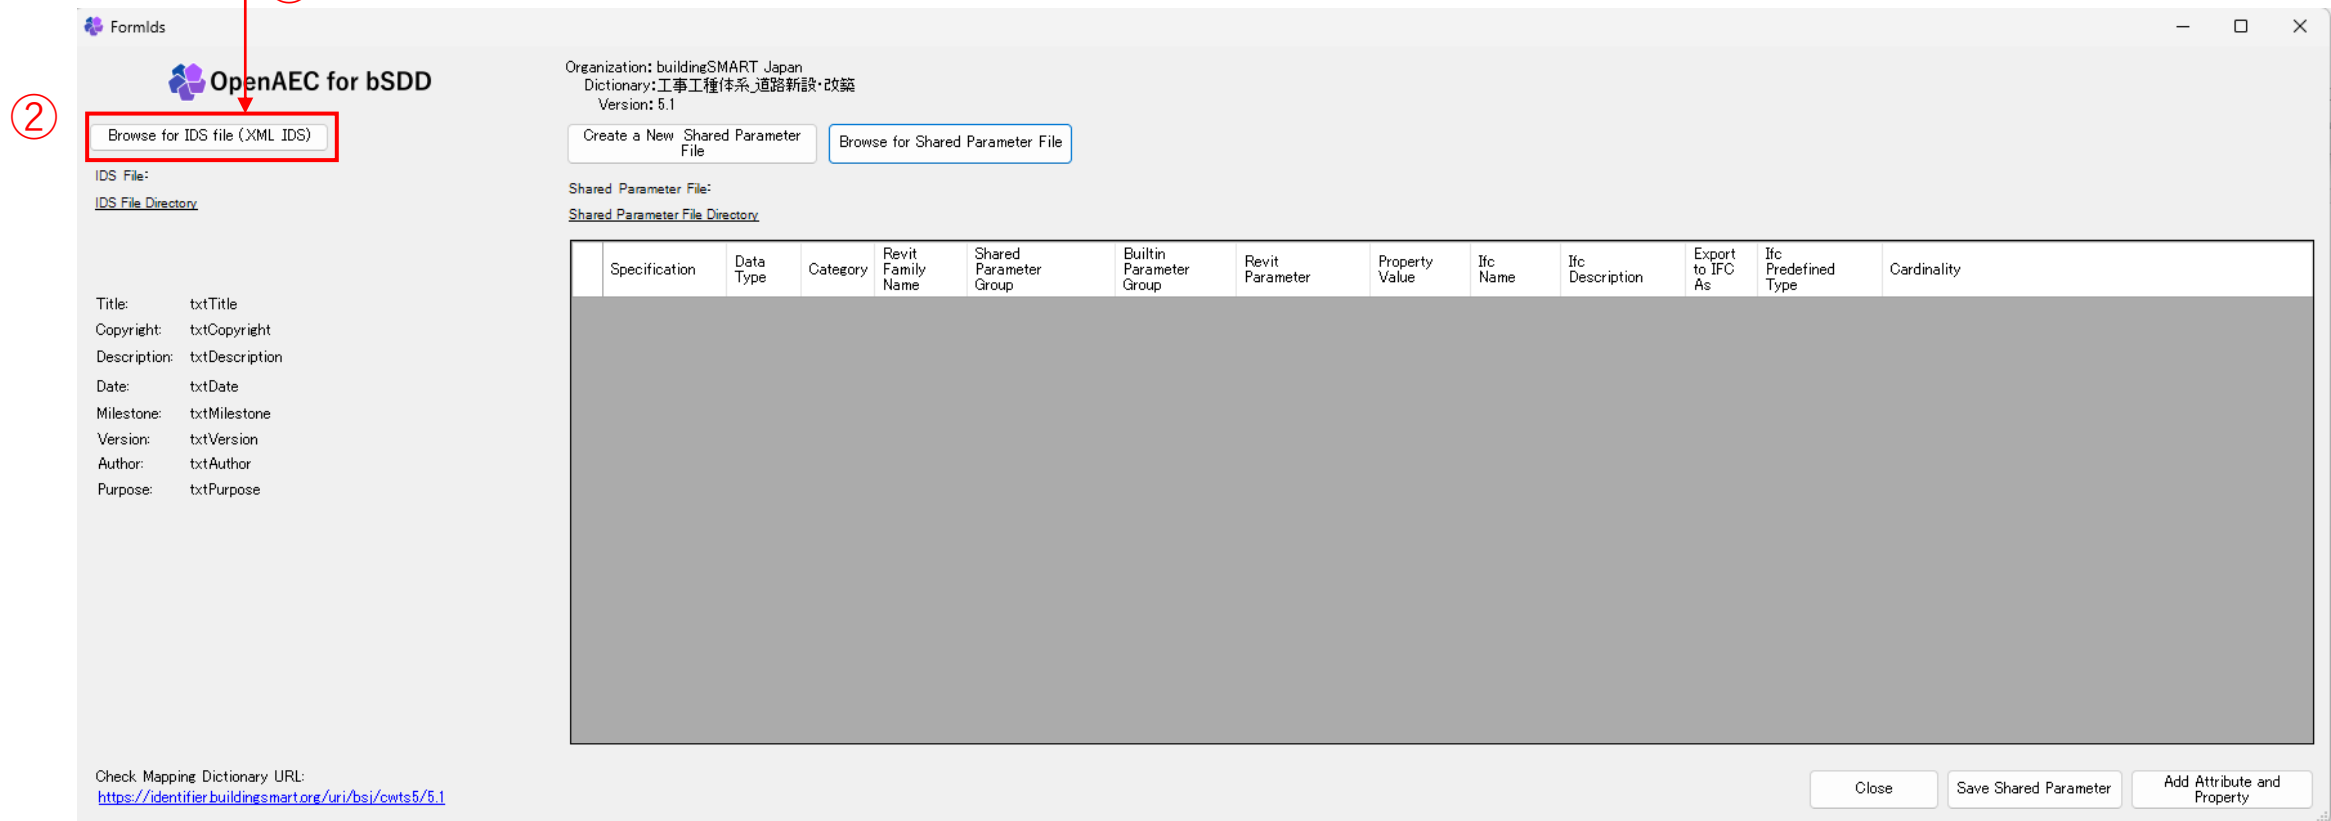 FormIds
OpenAEC for bSDD
②
Browse for IDS file (.XML IDS)
IDS File:
IDS File Directory
Title: txtTitle
Copyright: txtCopyright
Description: txtDescription
Date: txtDate
Milestone: txtMilestone
Version: txtVersion
Author: txtAuthor
Purpose: txtPurpose
Check Mapping Dictionary URL:
https://identifier.buildingsmart.org/uri/bsj/cwts5/5.1
Organization: buildingSMART Japan
Dictionary:工事工種体系_道路新設・改築
Version: 5.1
Create a New Shared Parameter
File
Browse for Shared Parameter File
Shared Parameter File:
Shared Parameter File Directory
Specification
Data
Type
Category
Revit
Family
Name
Shared
Parameter
Group
Builtin
Parameter
Group
Revit
Parameter
Property
Value
Ifc
Name
Ifc
Description
Export
to IFC
As
Ifc
Predefined
Type
Cardinality
Close
Save Shared Parameter
Add Attribute and
Property